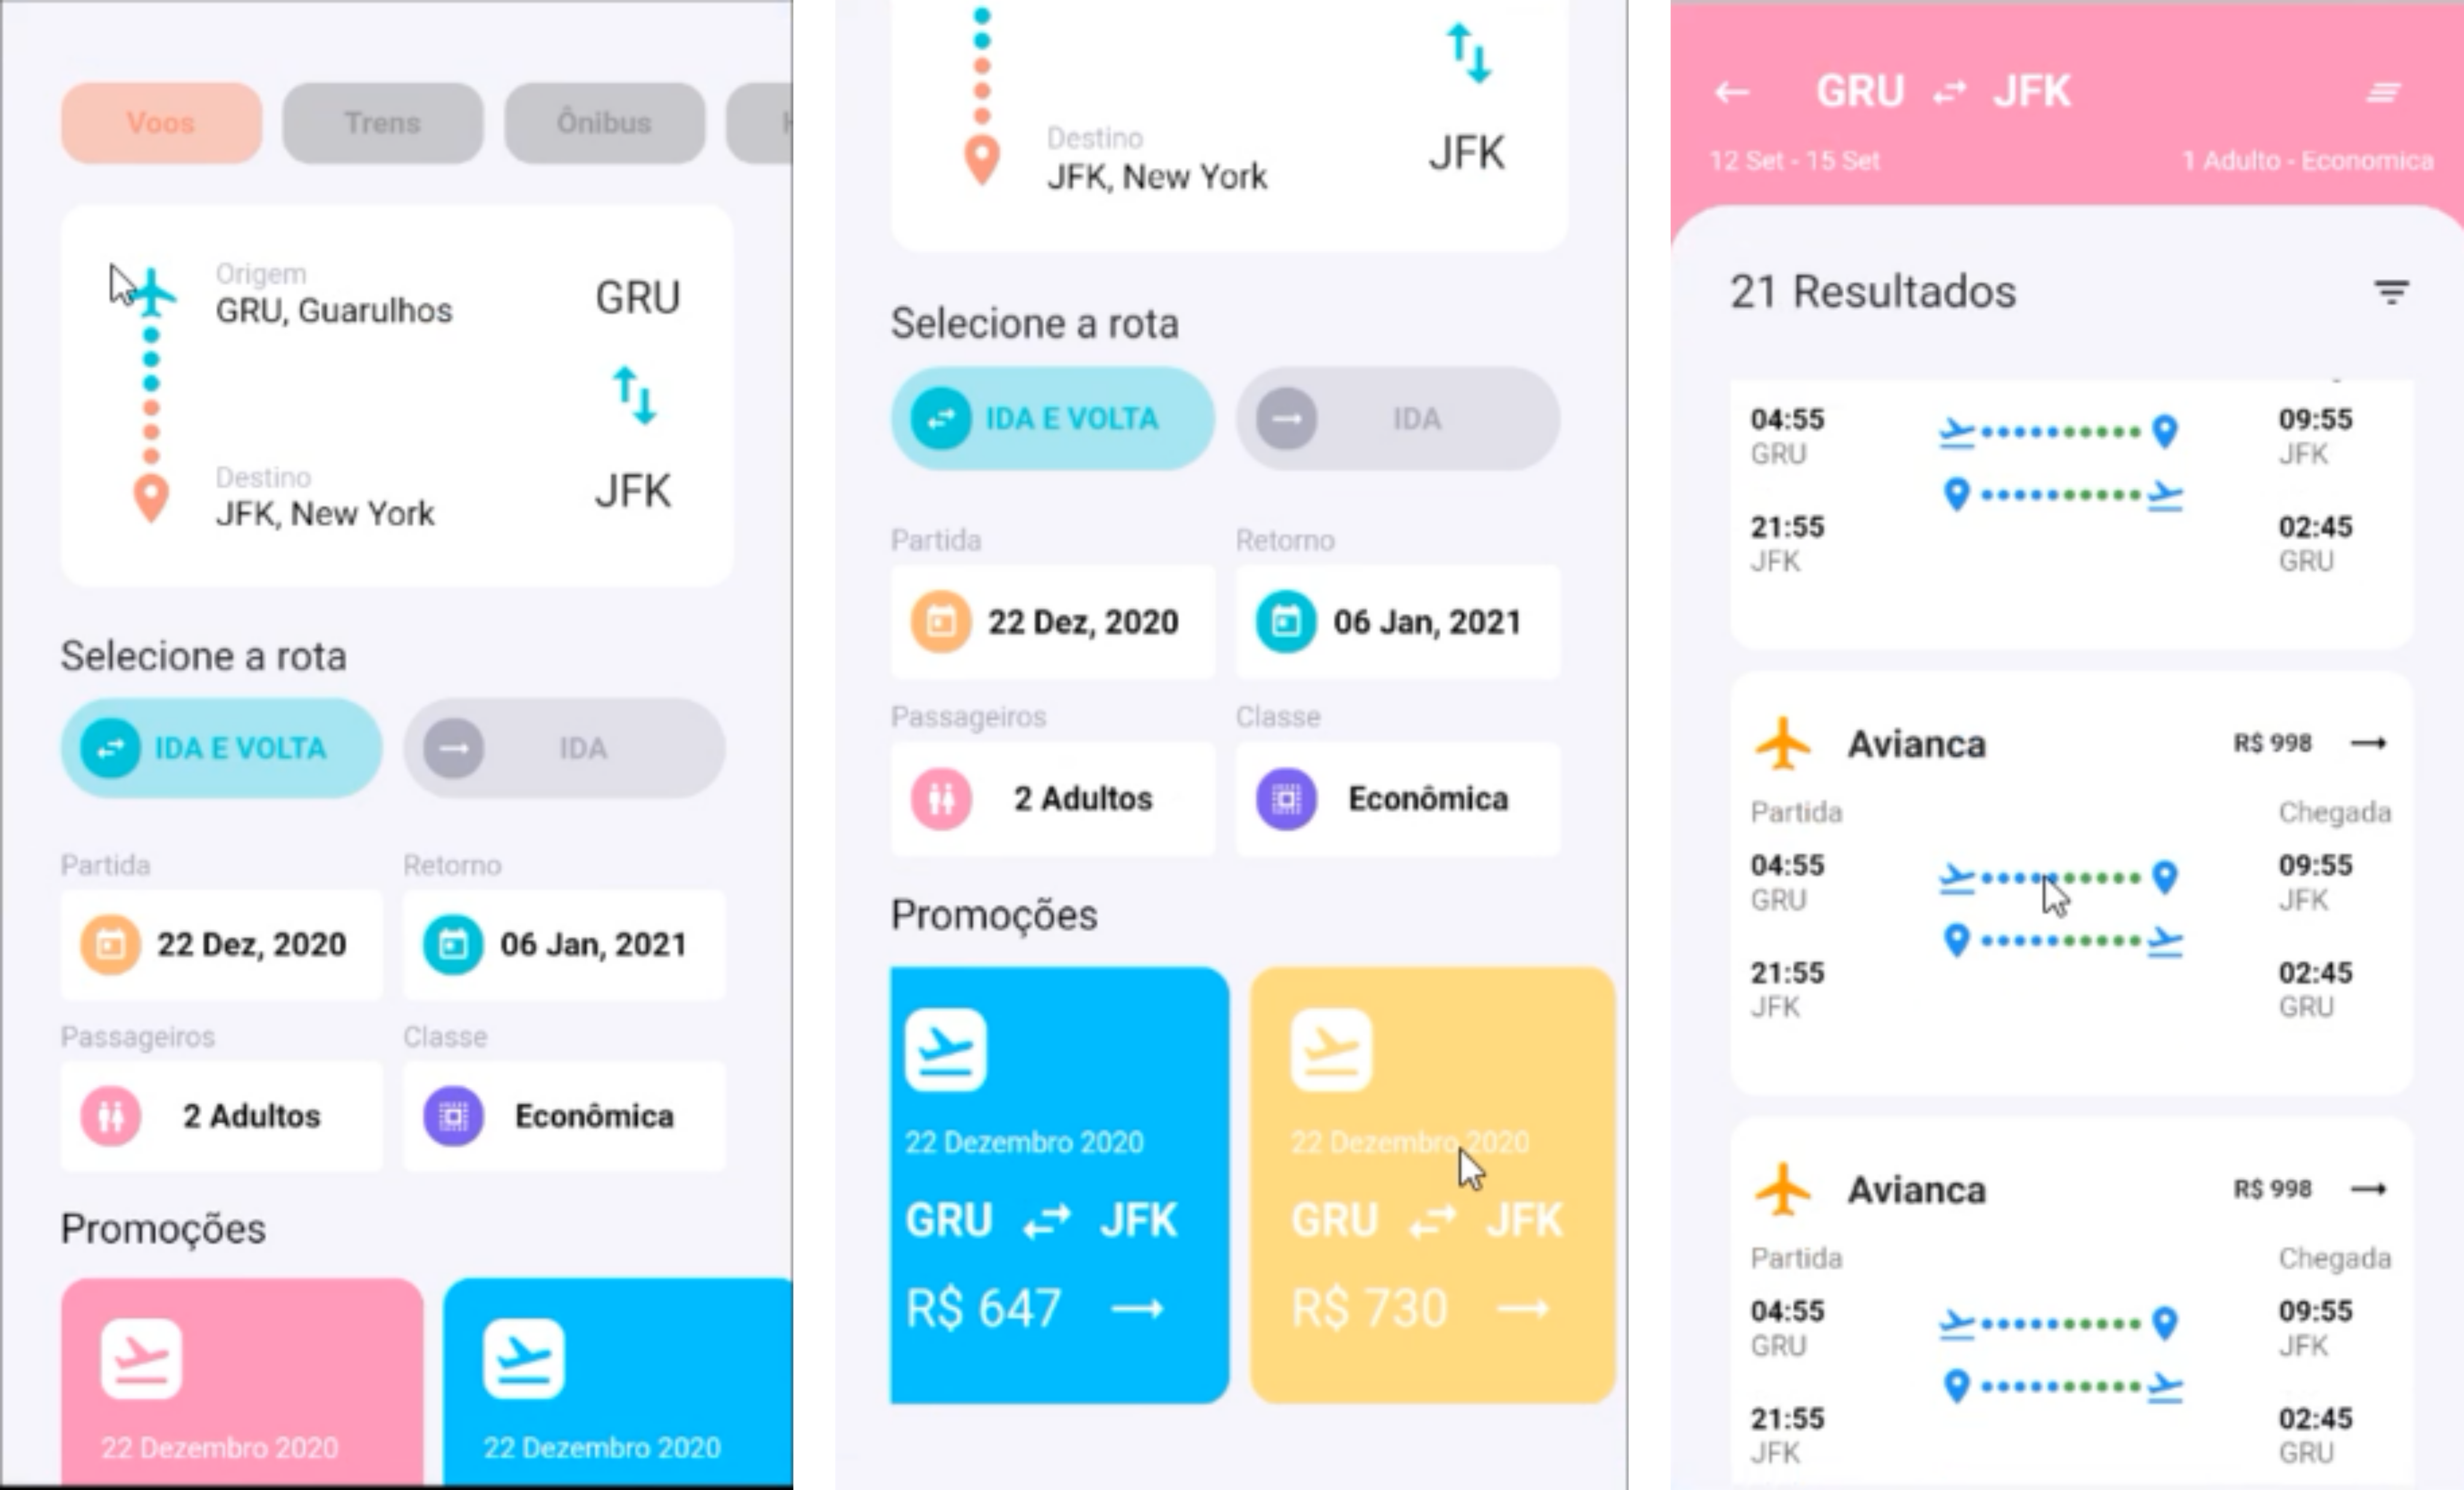 Voos
Trens
Ônibus
Origem
GRU, Guarulhos
GRU
Destino
JFK, New York
JFK
Selecione a rota
IDA E VOLTA
IDA
Partida
Retorno
22 Dez, 2020
06 Jan, 2021
Passageiros
Classe
2 Adultos
Econômica
Promoções
22 Dezembro 2020
22 Dezembro 2020
Destino
JFK, New York
JFK
Selecione a rota
IDA E VOLTA
IDA
Partida
Retorno
22 Dez, 2020
06 Jan, 2021
Passageiros
Classe
2 Adultos
Econômica
Promoções
22 Dezembro 2020
GRU JFK
R$ 647
22 Dezembro 2020
GRU JFK
R$ 730
GRU JFK
12 Set - 15 Set
1 Adulto - Economica
21 Resultados
04:55
GRU
09:55
JFK
21:55
JFK
02:45
GRU
Avianca
R$ 998
Partida
Chegada
04:55
GRU
09:55
JFK
21:55
JFK
02:45
GRU
Avianca
R$ 998
Partida
Chegada
04:55
GRU
09:55
JFK
21:55
JFK
02:45
GRU